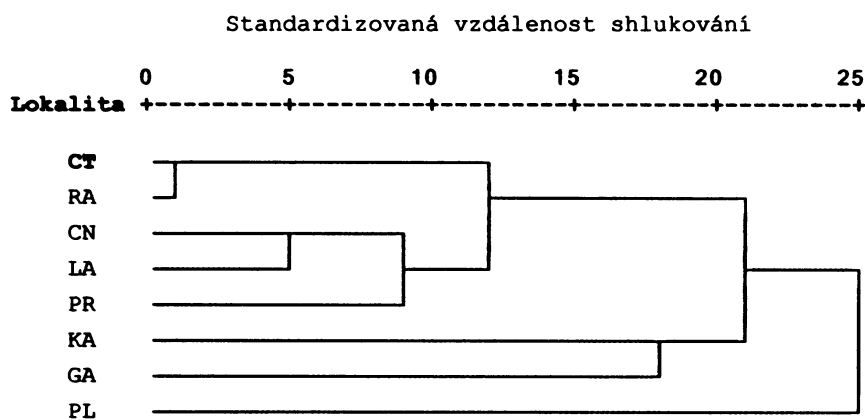 Standardizovaná vzdálenost shlukování
0 5 10 15 20 25
Lokalita +---------+---------+---------+---------+---------+
CT
RA
CN
LA
PR
KA
GA
PL